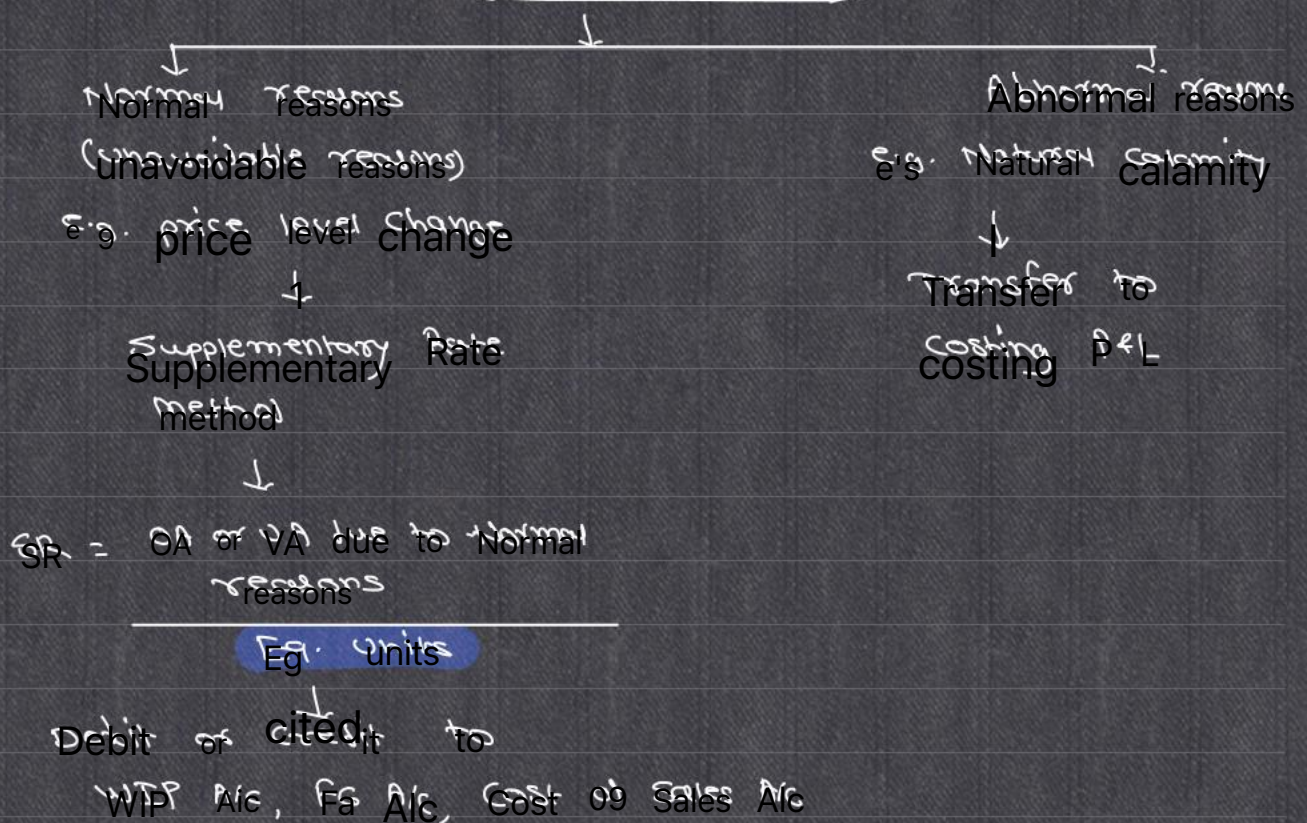 Normal reasons
(unavoidable reasons)
E.g. price level change
Supplementary Rate
method
SR = OA or UA due to Normal
reasons
Eq. units
Debit or credit to
WIP A/c, FG A/c, Cost of Sales A/c
Abnormal reasons
E.g. Natural calamity
Transfer to
costing P&L